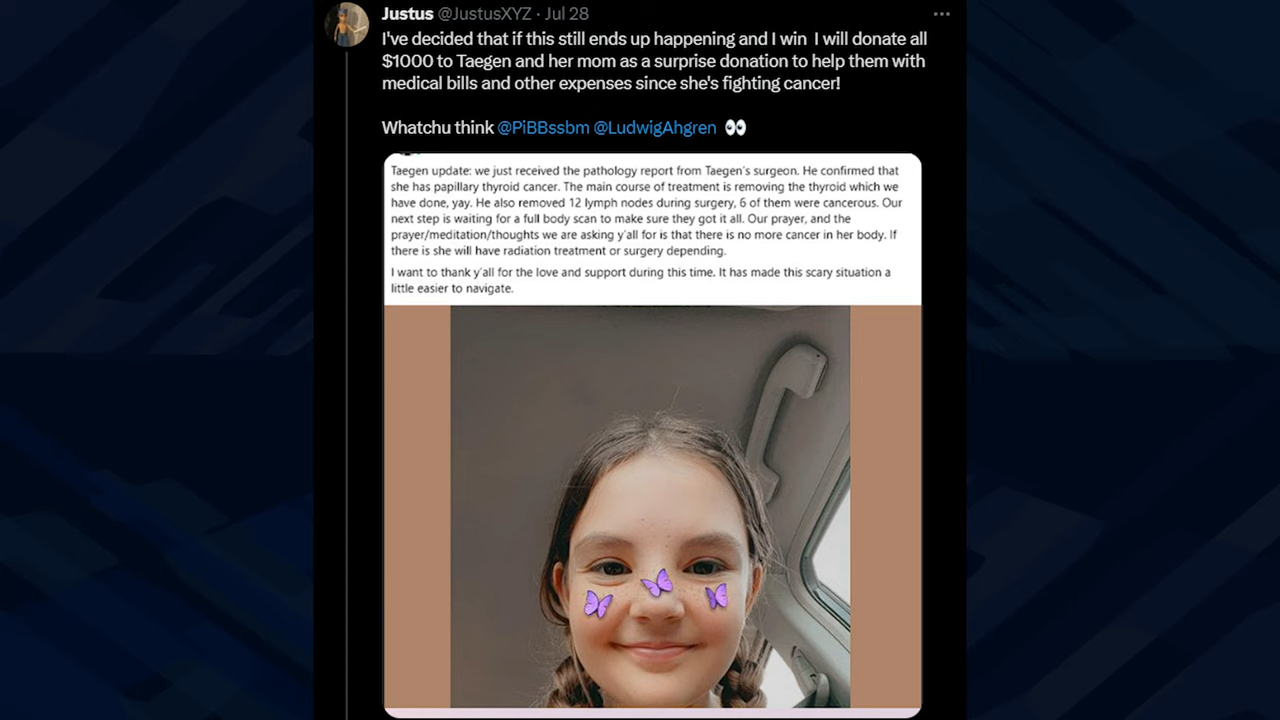 Justus @JustusXYZ · Jul 28
I've decided that if this still ends up happening and I win I will donate all
$1000 to Taegen and her mom as a surprise donation to help them with
medical bills and other expenses since she's fighting cancer!
Whatchu think @PiBBssbm @LudwigAhgren 👀
Taegen update: we just received the pathology report from Taegen's surgeon. He confirmed that
she has papillary thyroid cancer. The main course of treatment is removing the thyroid which we
have done, yay. He also removed 12 lymph nodes during surgery, 6 of them were cancerous. Our
next step is waiting for a full body scan to make sure they got it all. Our prayer, and the
prayer/meditation/thoughts we are asking y'all for is that there is no more cancer in her body. If
there is she will have radiation treatment or surgery depending.
I want to thank y'all for the love and support during this time. It has made this scary situation a
little easier to navigate.